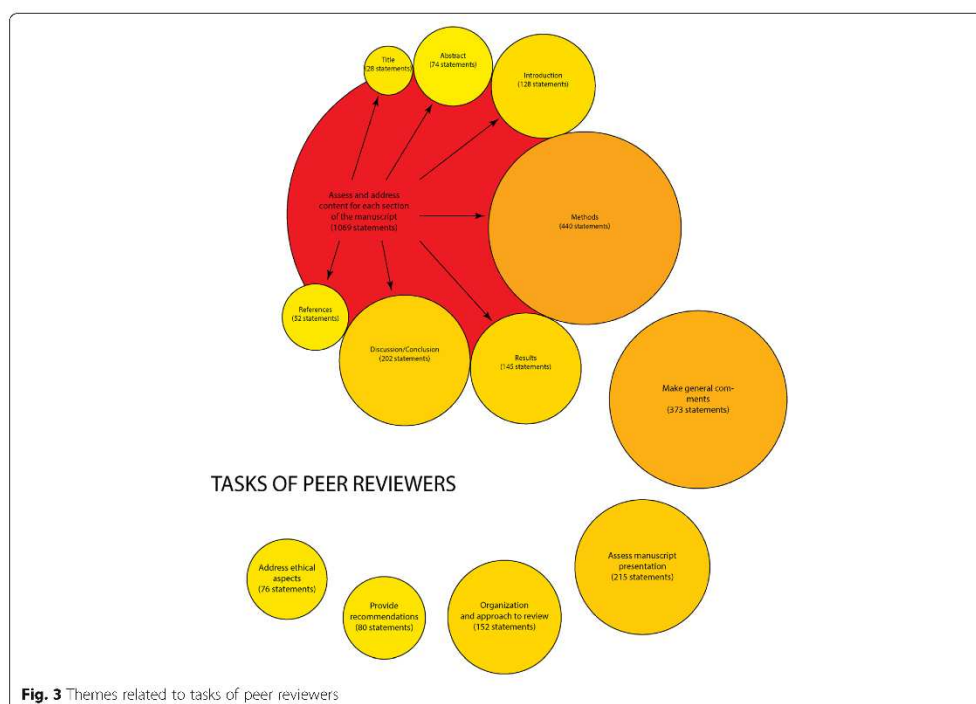 Title
(28 statements)
Abstract
(74 statements)
Introduction
(128 statements)
Assess and address
content for each section
of the manuscript
(1069 statements)
Methods
(440 statements)
References
(52 statements)
Discussion/Conclusion
(202 statements)
Results
(145 statements)
Make general com-
ments
(373 statements)
TASKS OF PEER REVIEWERS
Assess manuscript
presentation
(215 statements)
Address ethical
aspects
(76 statements)
Provide
recommendations
(80 statements)
Organization
and approach to review
(152 statements)
Fig. 3 Themes related to tasks of peer reviewers